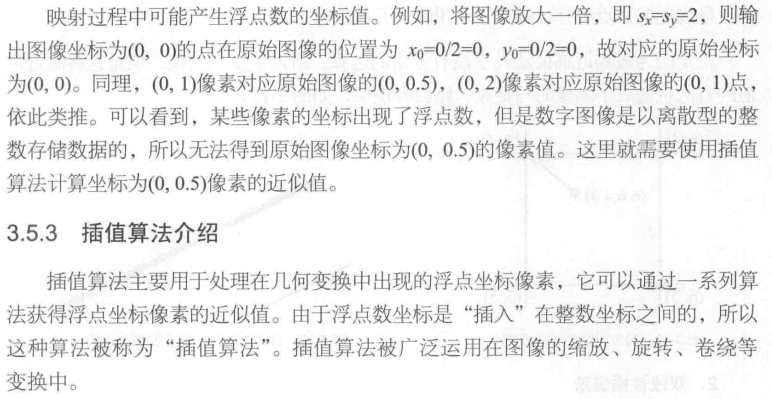 映射过程中可能产生浮点数的坐标值。例如，将图像放大一倍，即 sx=sy=2，则输
出图像坐标为(0, 0)的点在原始图像的位置为 x0=0/2=0，y0=0/2=0，故对应的原始坐标
为(0, 0)。同理，(0, 1)像素对应原始图像的(0, 0.5)，(0, 2)像素对应原始图像的(0, 1)点，
依此类推。可以看到，某些像素的坐标出现了浮点数，但是数字图像是以离散型的整
数存储数据的，所以无法得到原始图像坐标为(0, 0.5)的像素值。这里就需要使用插值
算法计算坐标为(0, 0.5)像素的近似值。
3.5.3 插值算法介绍
插值算法主要用于处理在几何变换中出现的浮点坐标像素，它可以通过一系列算
法获得浮点坐标像素的近似值。由于浮点数坐标是“插入”在整数坐标之间的，所以
这种算法被称为“插值算法”。插值算法被广泛运用在图像的缩放、旋转、卷绕等
变换中。